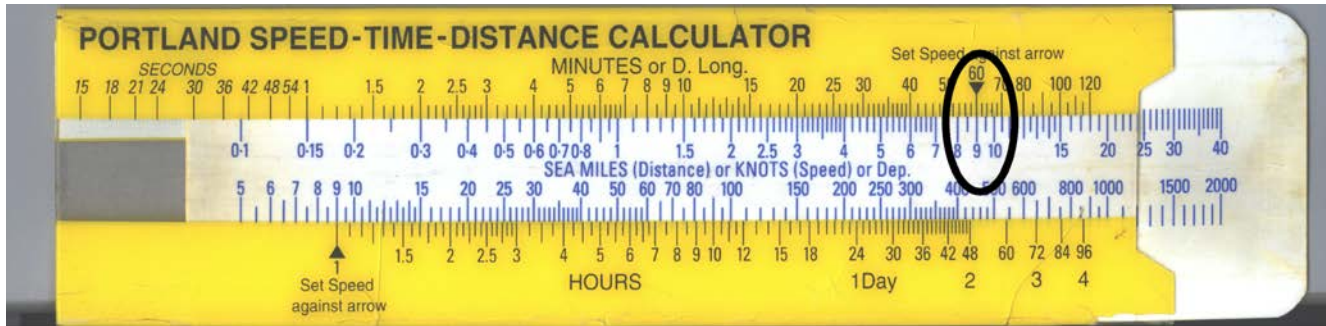 PORTLAND SPEED-TIME-DISTANCE CALCULATOR
SECONDS
MINUTES or D. Long.
Set Speed against arrow
15 18 21 24 30 36 42 48 54 1 1.5 2 2.5 3 4 5 6 7 8 9 10 15 20 30 40 50 60 70 80 100 120
0·1 0·15 0·2 0·3 0·4 0·5 0·6 0·7 0·8 1 1.5 2 2.5 3 4 5 6 7 8 9 10 15 20 25 30 40
SEA MILES (Distance) or KNOTS (Speed) or Dep.
5 6 7 8 9 10 15 20 25 30 40 50 60 70 80 100 150 200 250 300 400 500 600 800 1000 1500 2000
1 1.5 2 2.5 3 4 5 6 7 8 9 10 12 15 18 24 30 36 42 48 60 72 84 96
Set Speed
against arrow
HOURS
1Day 2 3 4